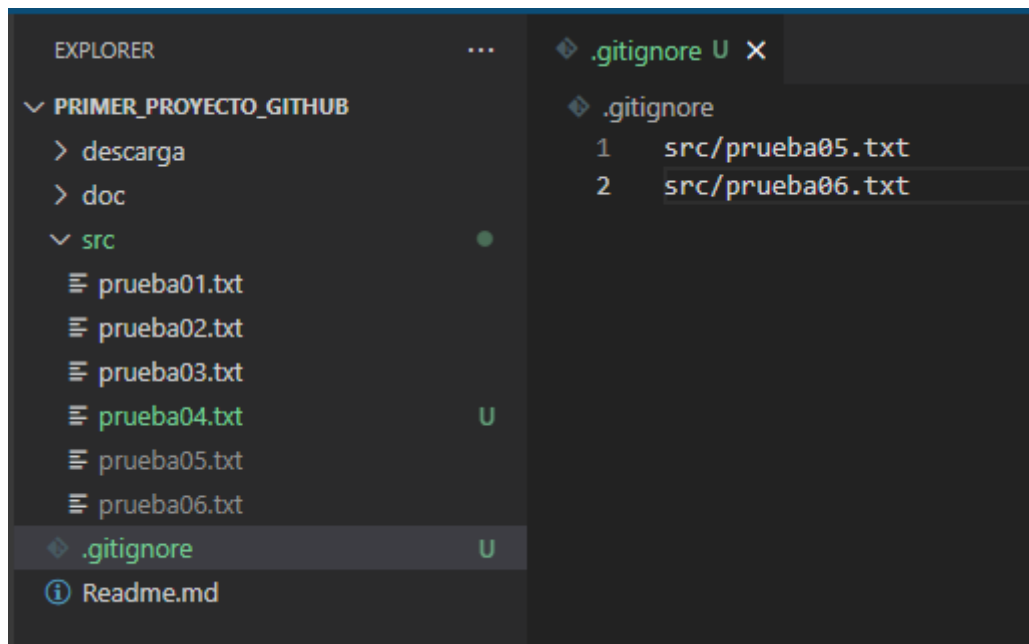 EXPLORER ...
PRIMER_PROYECTO_GITHUB
descarga
doc
src
prueba01.txt
prueba02.txt
prueba03.txt
prueba04.txt U
prueba05.txt
prueba06.txt
.gitignore U
Readme.md
.gitignore U
.gitignore
1 src/prueba05.txt
2 src/prueba06.txt